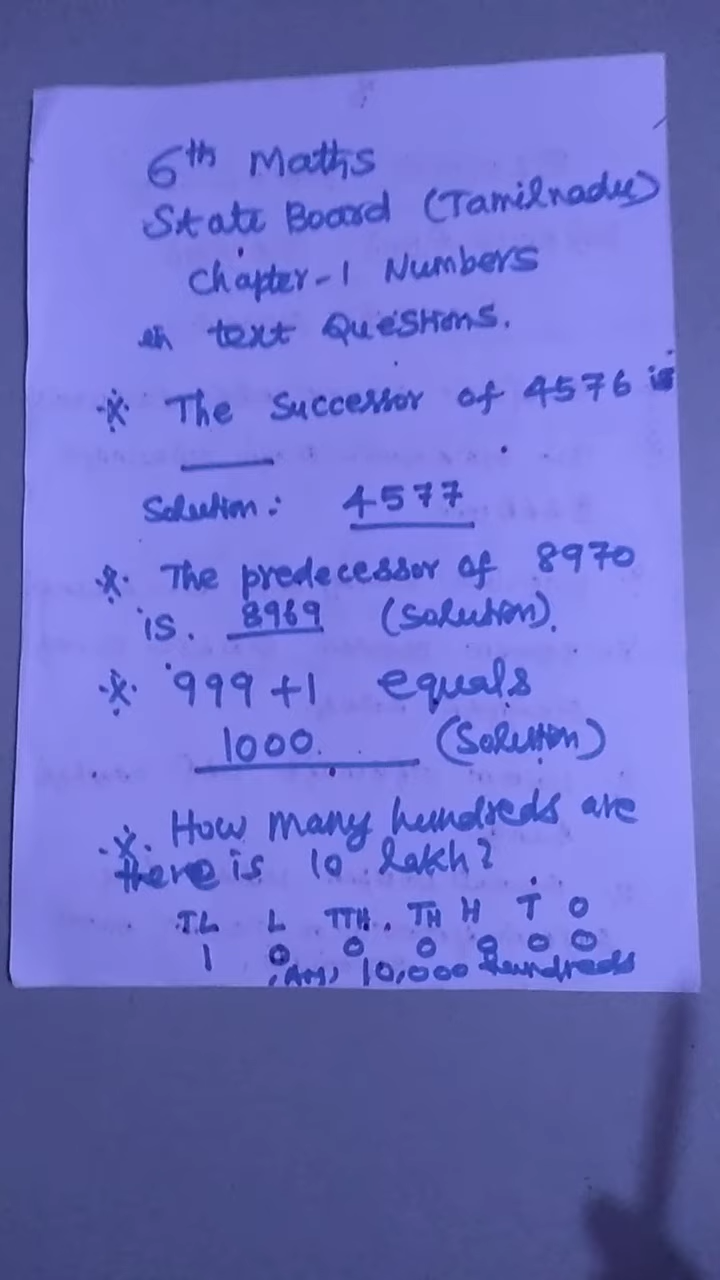 6th Maths
State Board (Tamilnadu)
Chapter-1 Numbers
in text Questions.
The Successor of 4576 is
Solution: 4577
The predecessor of 8970
is. 8969 (Solution).
999 +1 equals
1000. (Solution)
How many hundreds are
there is 10 lakh?
T.L L TTH. TH H T O
1 0 0 0 0 0 0
(Ans) 10,000 hundreds